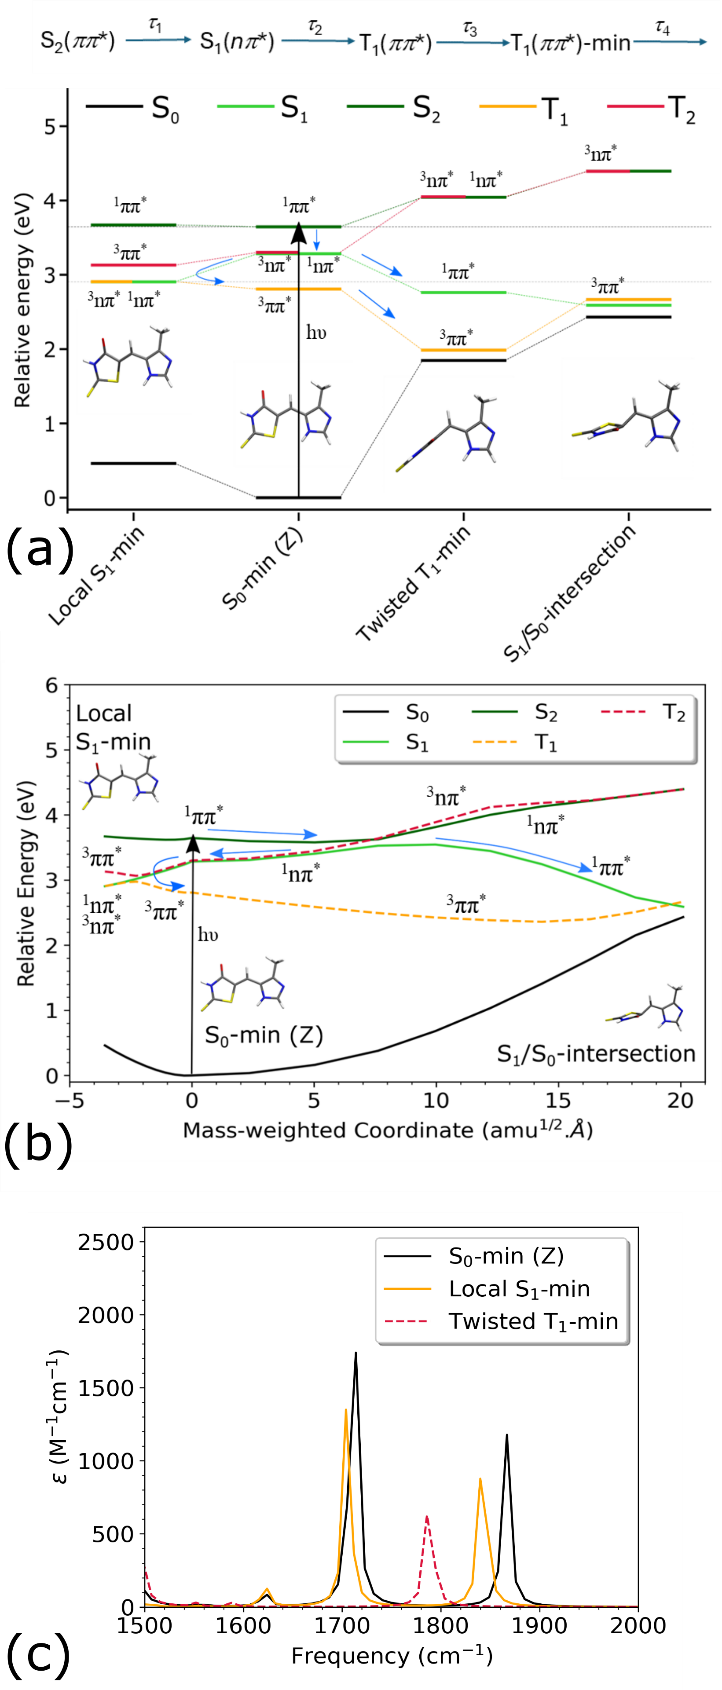 S₂(ππ*) τ₁ S₁(nπ*) τ₂ T₁(ππ*) τ₃ T₁(ππ*)-min τ₄
S₀ S₁ S₂ T₁ T₂
Relative energy (eV)
5
4
3
2
1
0
¹ππ*
³ππ*
³nπ* ¹nπ*
¹ππ*
³nπ* ¹nπ*
³ππ*
hυ
³nπ* ¹nπ*
¹ππ*
³ππ*
³nπ*
³ππ*
Local S₁-min
S₀-min (Z)
Twisted T₁-min
S₁/S₀-intersection
(a)
Relative Energy (eV)
6
5
4
3
2
1
0
Local
S₁-min
S₀ S₂ T₂
S₁ T₁
¹ππ*
³nπ*
¹nπ*
³ππ*
¹nπ*
¹ππ*
¹nπ*
³nπ*
³ππ*
³ππ*
hυ
S₀-min (Z)
S₁/S₀-intersection
−5 0 5 10 15 20
Mass-weighted Coordinate (amu¹ᐟ².Å)
(b)
ε (M⁻¹cm⁻¹)
2500
2000
1500
1000
500
0
S₀-min (Z)
Local S₁-min
Twisted T₁-min
1500 1600 1700 1800 1900 2000
Frequency (cm⁻¹)
(c)